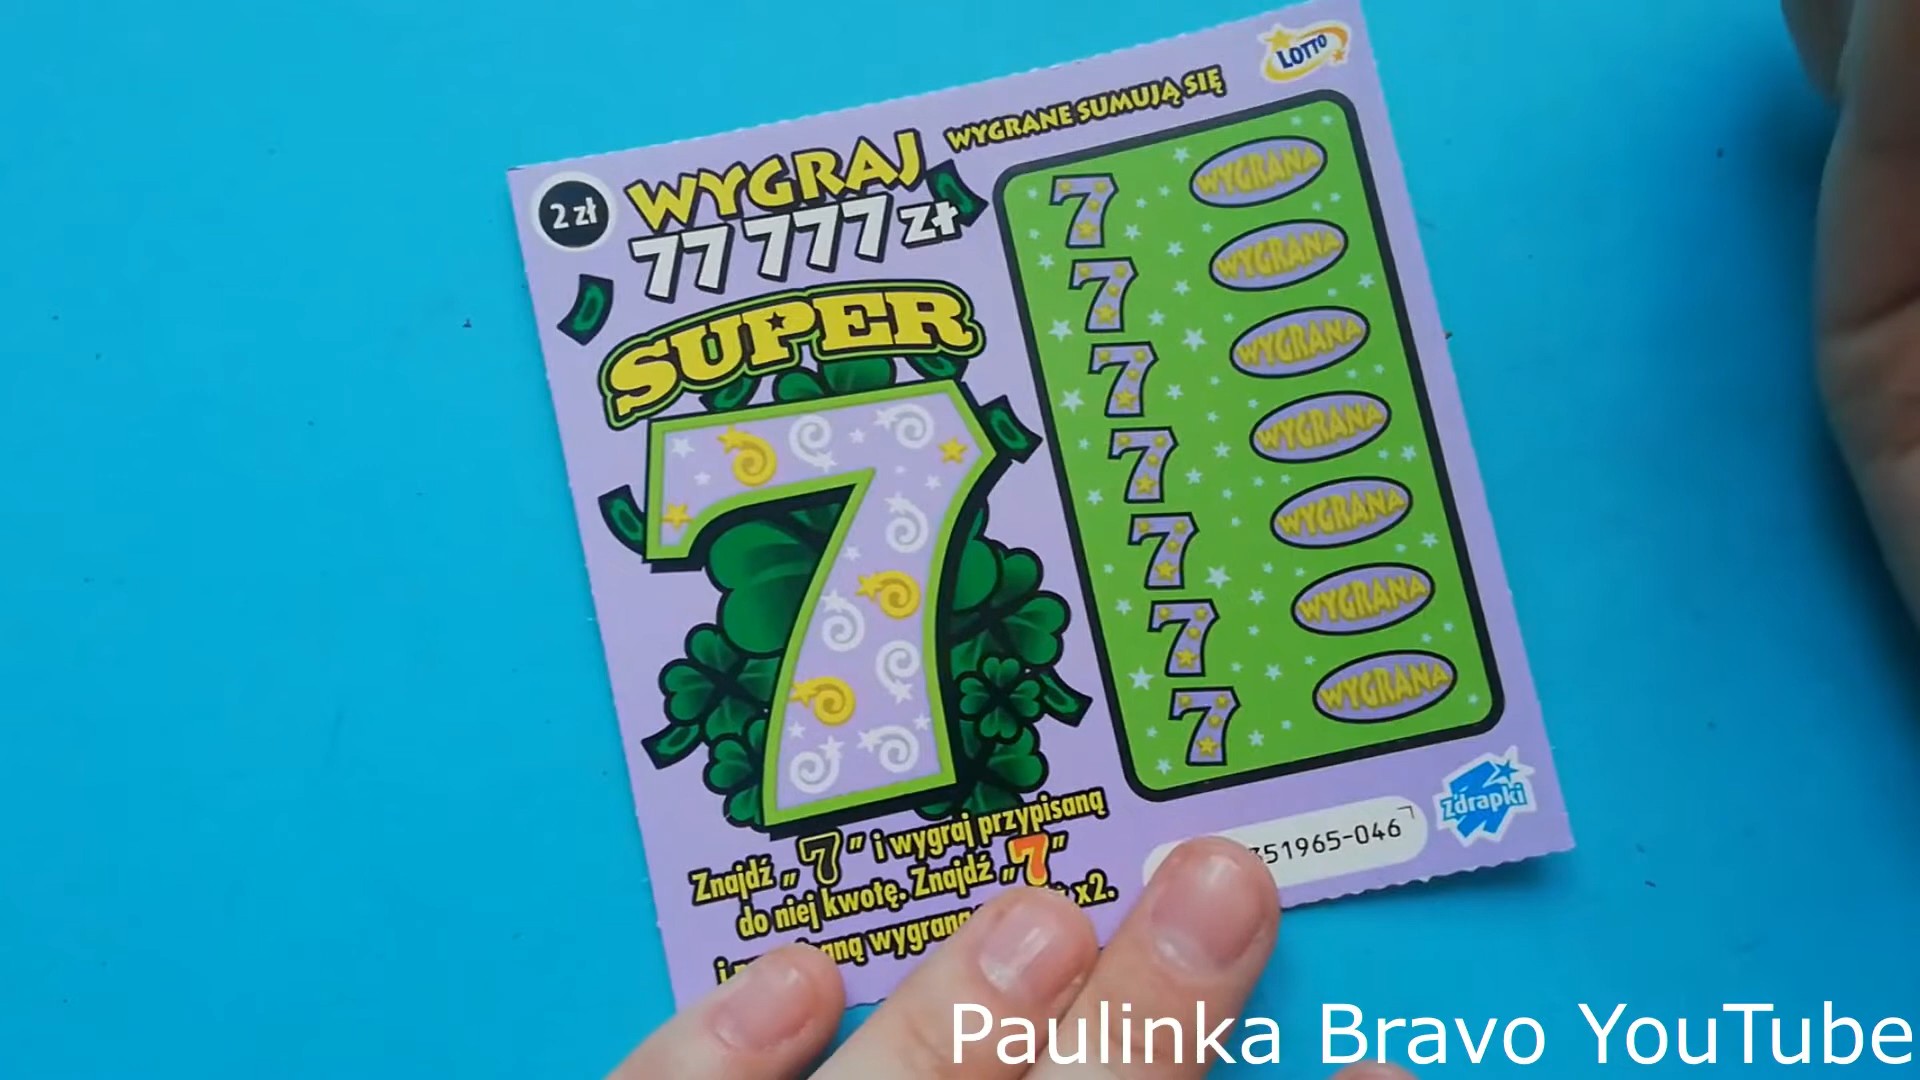 LOTTO
WYGRANE SUMUJĄ SIĘ
2 zł
WYGRAJ
77 777 zł
SUPER
7
7 WYGRANA
7 WYGRANA
7 WYGRANA
7 WYGRANA
7 WYGRANA
7 WYGRANA
7 WYGRANA
Znajdź „7” i wygraj przypisaną
do niej kwotę. Znajdź „7”
i wygraną x2.
51965-046
Zdrapki
Paulinka Bravo YouTube